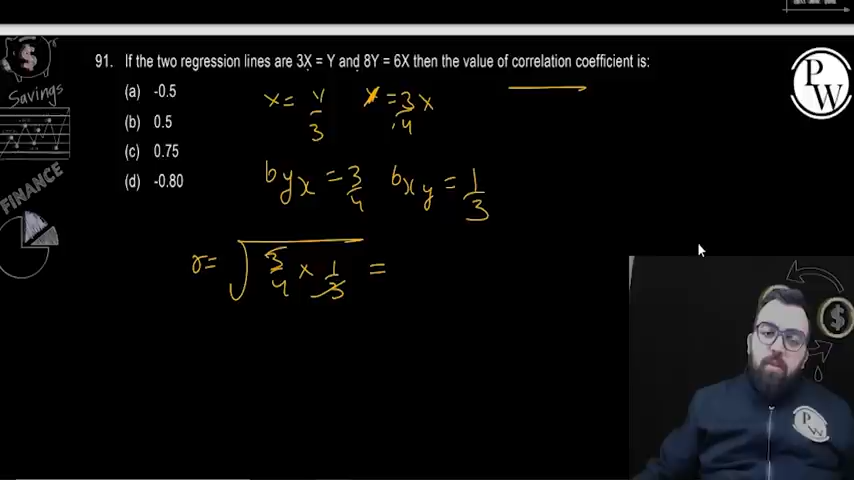 91. If the two regression lines are 3X = Y and 8Y = 6X then the value of correlation coefficient is:
(a) -0.5
(b) 0.5
(c) 0.75
(d) -0.80
x = Y/3 Y = 3/4 x
byx = 3/4 bxy = 1/3
r = √(3/4 × 1/3) =
Savings
FINANCE
$
P
W
$
P
W